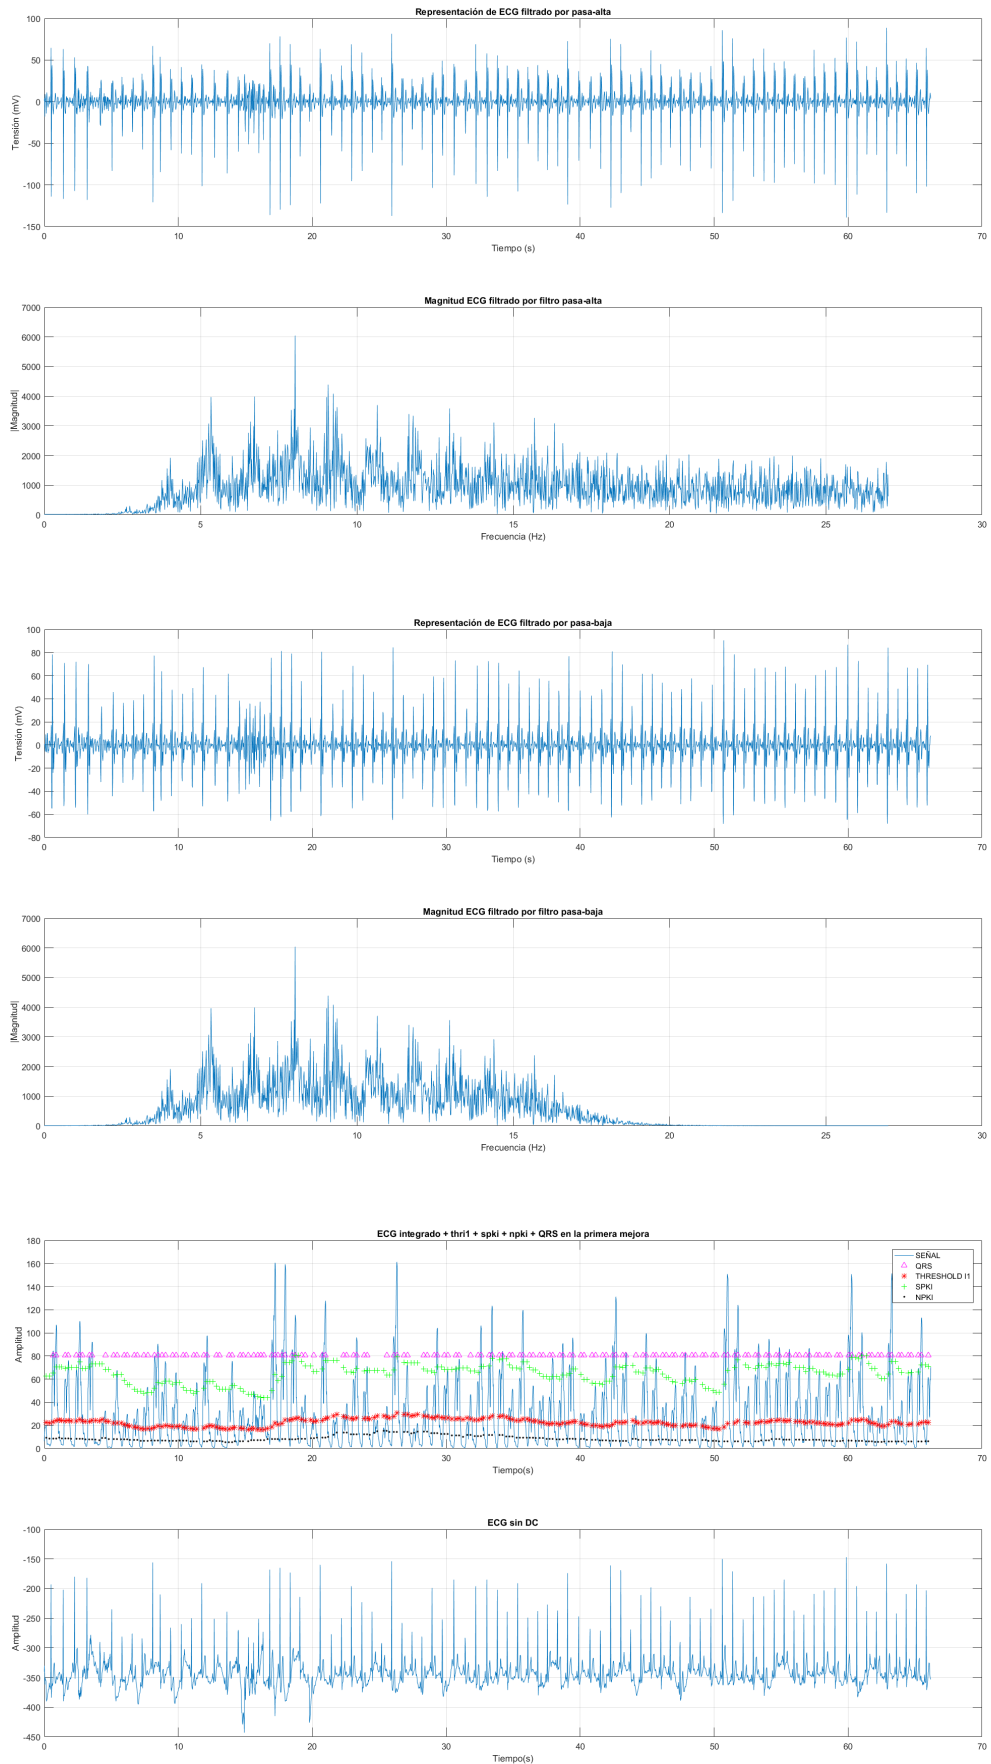 Representación de ECG filtrado por pasa-alta
100
50
0
-50
-100
-150
Tensión (mV)
0 10 20 30 40 50 60 70
Tiempo (s)
Magnitud ECG filtrado por filtro pasa-alta
7000
6000
5000
4000
3000
2000
1000
0
|Magnitud|
0 5 10 15 20 25 30
Frecuencia (Hz)
Representación de ECG filtrado por pasa-baja
100
80
60
40
20
0
-20
-40
-60
-80
Tensión (mV)
0 10 20 30 40 50 60 70
Tiempo (s)
Magnitud ECG filtrado por filtro pasa-baja
7000
6000
5000
4000
3000
2000
1000
0
|Magnitud|
0 5 10 15 20 25 30
Frecuencia (Hz)
ECG integrado + thri1 + spki + npki + QRS en la primera mejora
180
160
140
120
100
80
60
40
20
0
Amplitud
SEÑAL
QRS
THRESHOLD I1
SPKI
NPKI
0 10 20 30 40 50 60 70
Tiempo(s)
ECG sin DC
-100
-150
-200
-250
-300
-350
-400
-450
Amplitud
0 10 20 30 40 50 60 70
Tiempo(s)